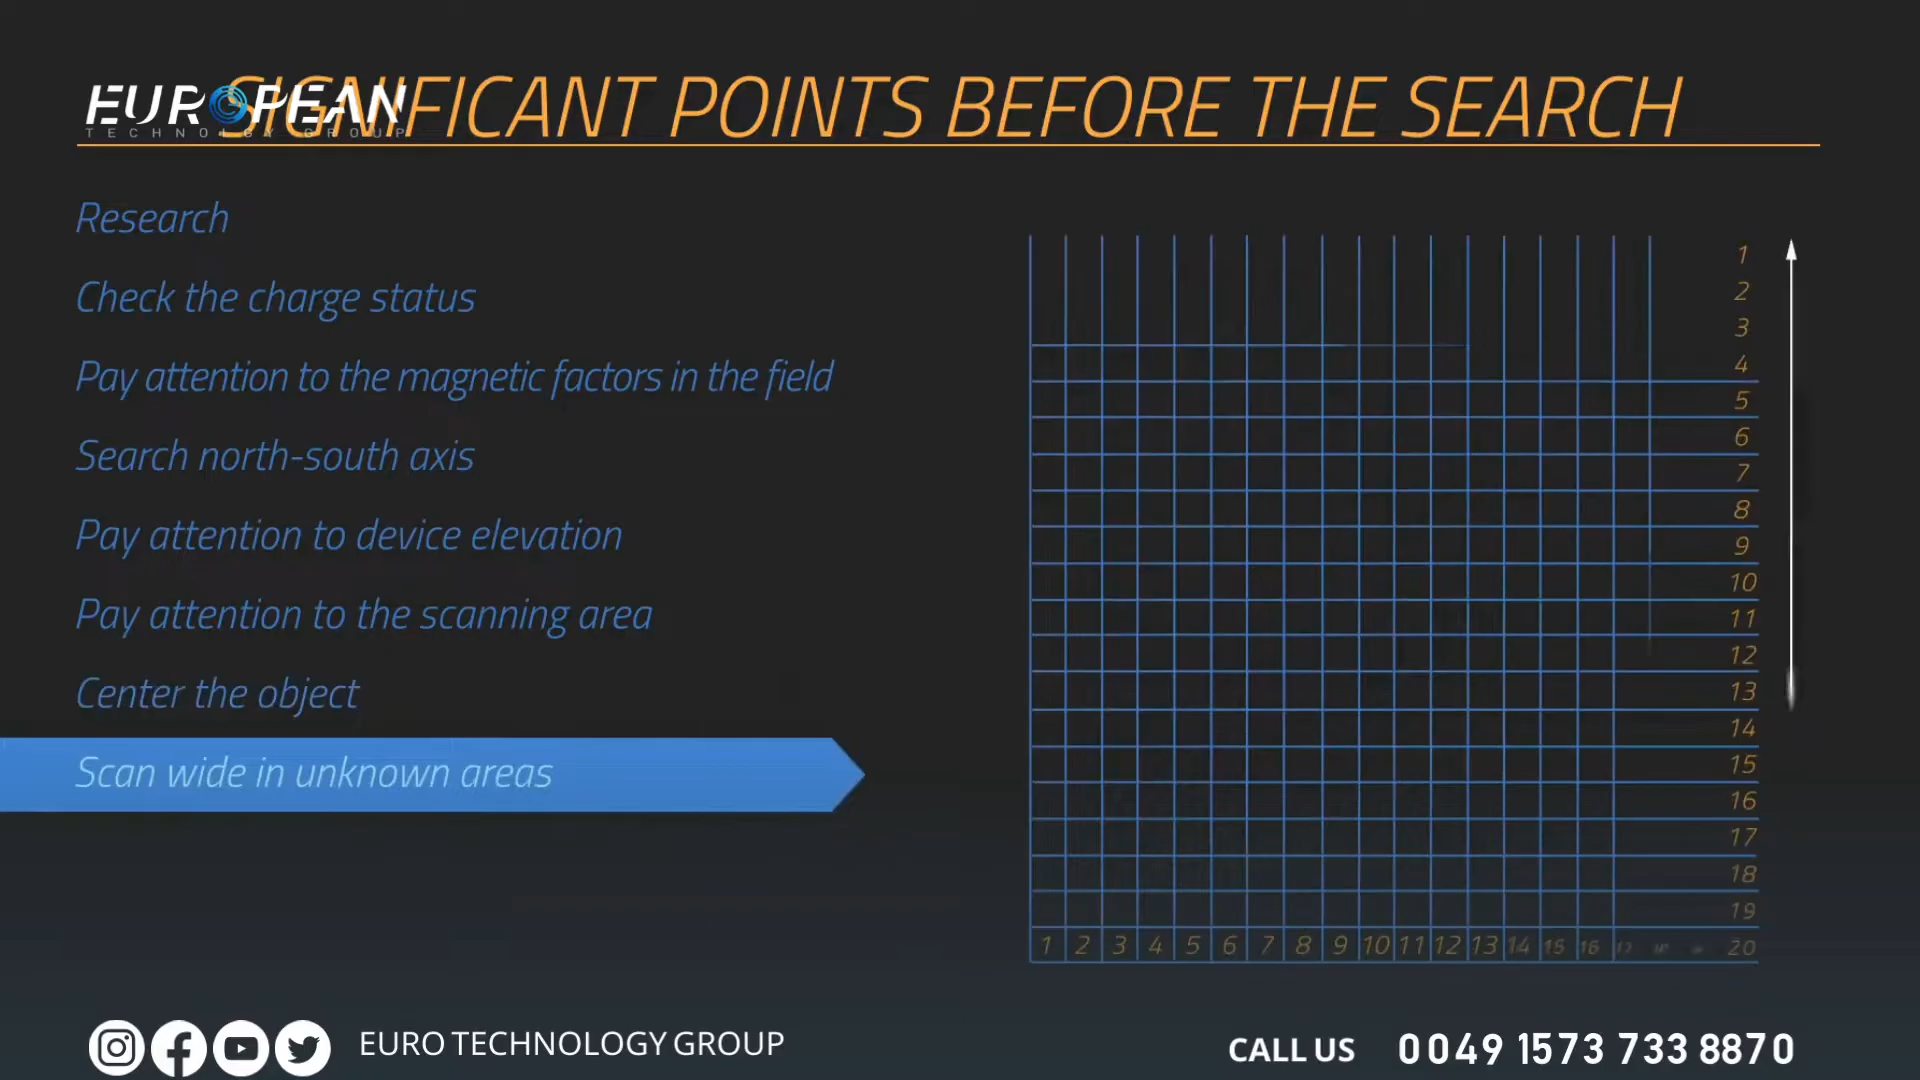 EUROPEAN
TECHNOLOGY GROUP
SIGNIFICANT POINTS BEFORE THE SEARCH
Research
Check the charge status
Pay attention to the magnetic factors in the field
Search north-south axis
Pay attention to device elevation
Pay attention to the scanning area
Center the object
Scan wide in unknown areas
1
2
3
4
5
6
7
8
9
10
11
12
13
14
15
16
17
18
19
1 2 3 4 5 6 7 8 9 10 11 12 13 14 15 16 17 20
EURO TECHNOLOGY GROUP
CALL US 0049 1573 733 8870